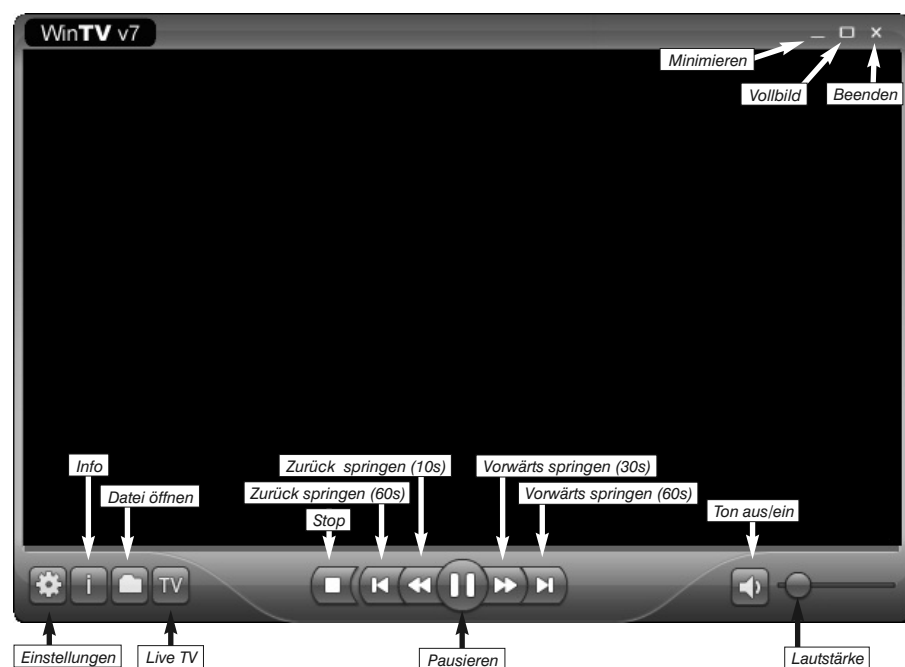 WinTV v7
Minimieren
Vollbild
Beenden
Info
Zurück springen (10s)
Vorwärts springen (30s)
Datei öffnen
Zurück springen (60s)
Vorwärts springen (60s)
Stop
Ton aus/ein
i
TV
Einstellungen
Live TV
Pausieren
Lautstärke